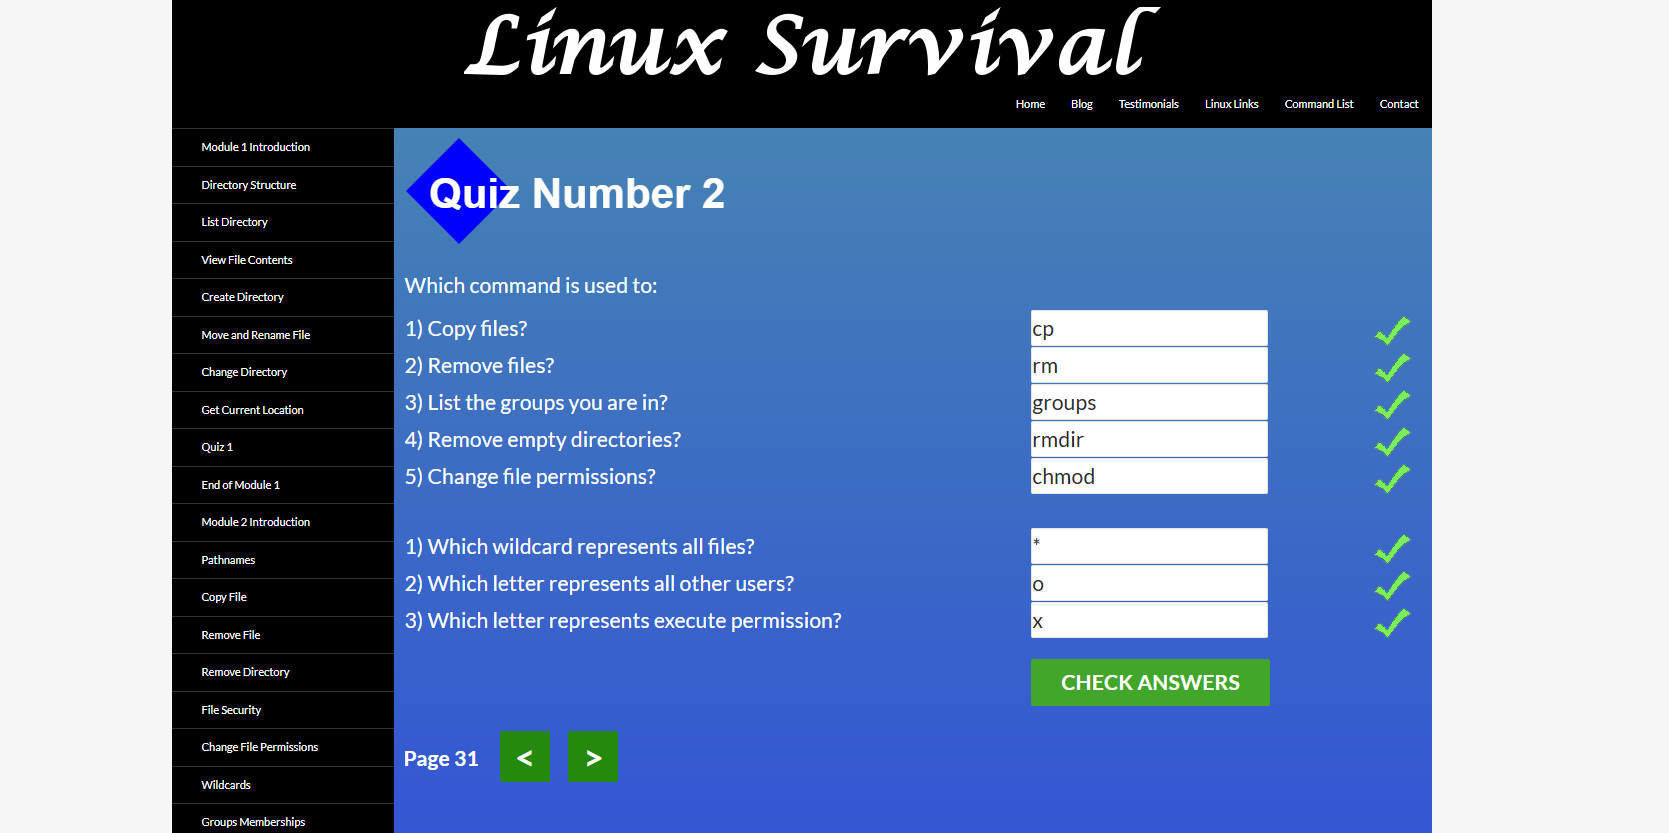 Linux Survival
Home Blog Testimonials Linux Links Command List Contact
Module 1 Introduction
Directory Structure
List Directory
View File Contents
Create Directory
Move and Rename File
Change Directory
Get Current Location
Quiz 1
End of Module 1
Module 2 Introduction
Pathnames
Copy File
Remove File
Remove Directory
File Security
Change File Permissions
Wildcards
Groups Memberships
Quiz Number 2
Which command is used to:
1) Copy files? cp
2) Remove files? rm
3) List the groups you are in? groups
4) Remove empty directories? rmdir
5) Change file permissions? chmod
1) Which wildcard represents all files? *
2) Which letter represents all other users? o
3) Which letter represents execute permission? x
CHECK ANSWERS
Page 31 < >